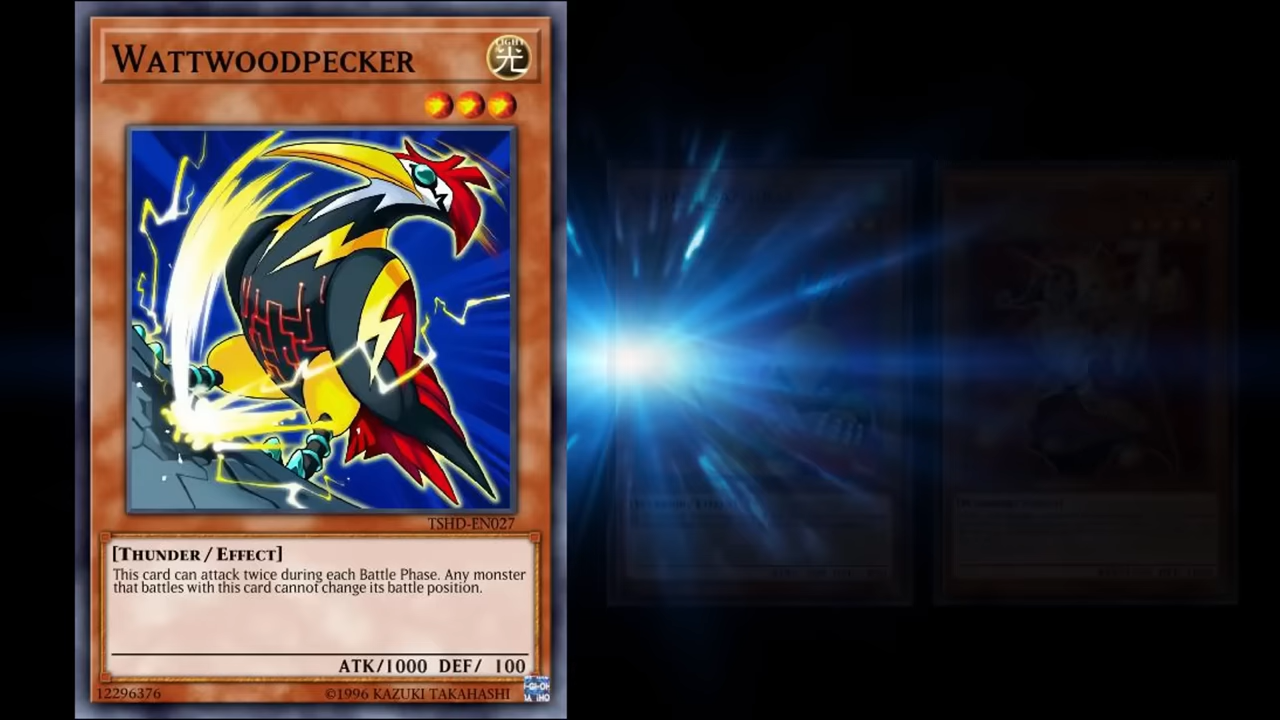 WATTWOODPECKER
LIGHT
光
TSHD-EN027
[THUNDER / EFFECT]
This card can attack twice during each Battle Phase. Any monster
that battles with this card cannot change its battle position.
ATK/1000 DEF/ 100
12296376
©1996 KAZUKI TAKAHASHI